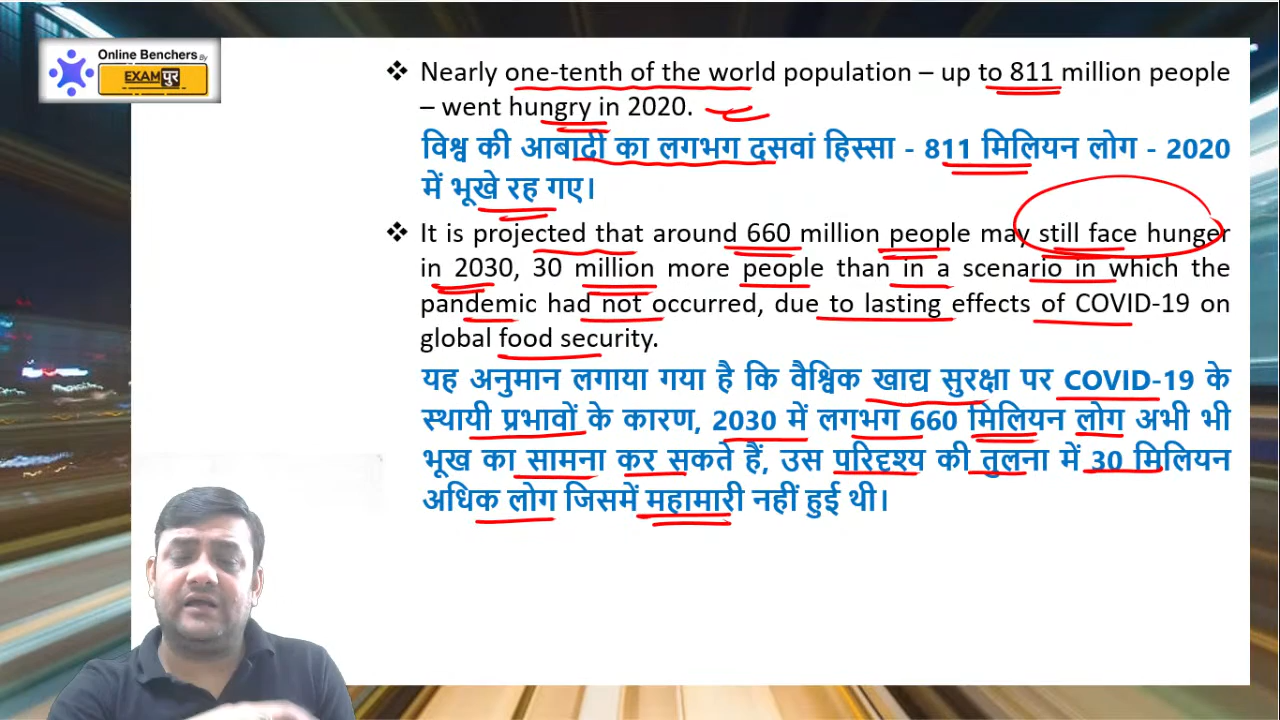 Online Benchers By
EXAMपुर
❖ Nearly one-tenth of the world population – up to 811 million people
– went hungry in 2020.
विश्व की आबादी का लगभग दसवां हिस्सा - 811 मिलियन लोग - 2020
में भूखे रह गए।
❖ It is projected that around 660 million people may still face hunger
in 2030, 30 million more people than in a scenario in which the
pandemic had not occurred, due to lasting effects of COVID-19 on
global food security.
यह अनुमान लगाया गया है कि वैश्विक खाद्य सुरक्षा पर COVID-19 के
स्थायी प्रभावों के कारण, 2030 में लगभग 660 मिलियन लोग अभी भी
भूख का सामना कर सकते हैं, उस परिदृश्य की तुलना में 30 मिलियन
अधिक लोग जिसमें महामारी नहीं हुई थी।